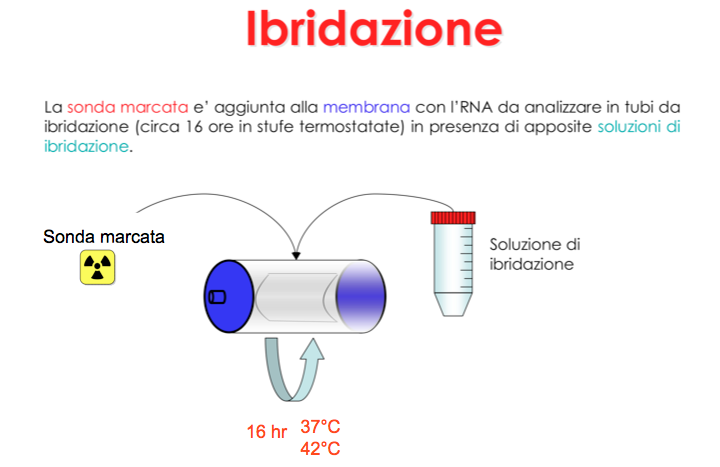 Ibridazione
La sonda marcata e' aggiunta alla membrana con l'RNA da analizzare in tubi da
ibridazione (circa 16 ore in stufe termostatate) in presenza di apposite soluzioni di
ibridazione.
Sonda marcata
Soluzione di
ibridazione
16 hr 37°C
42°C